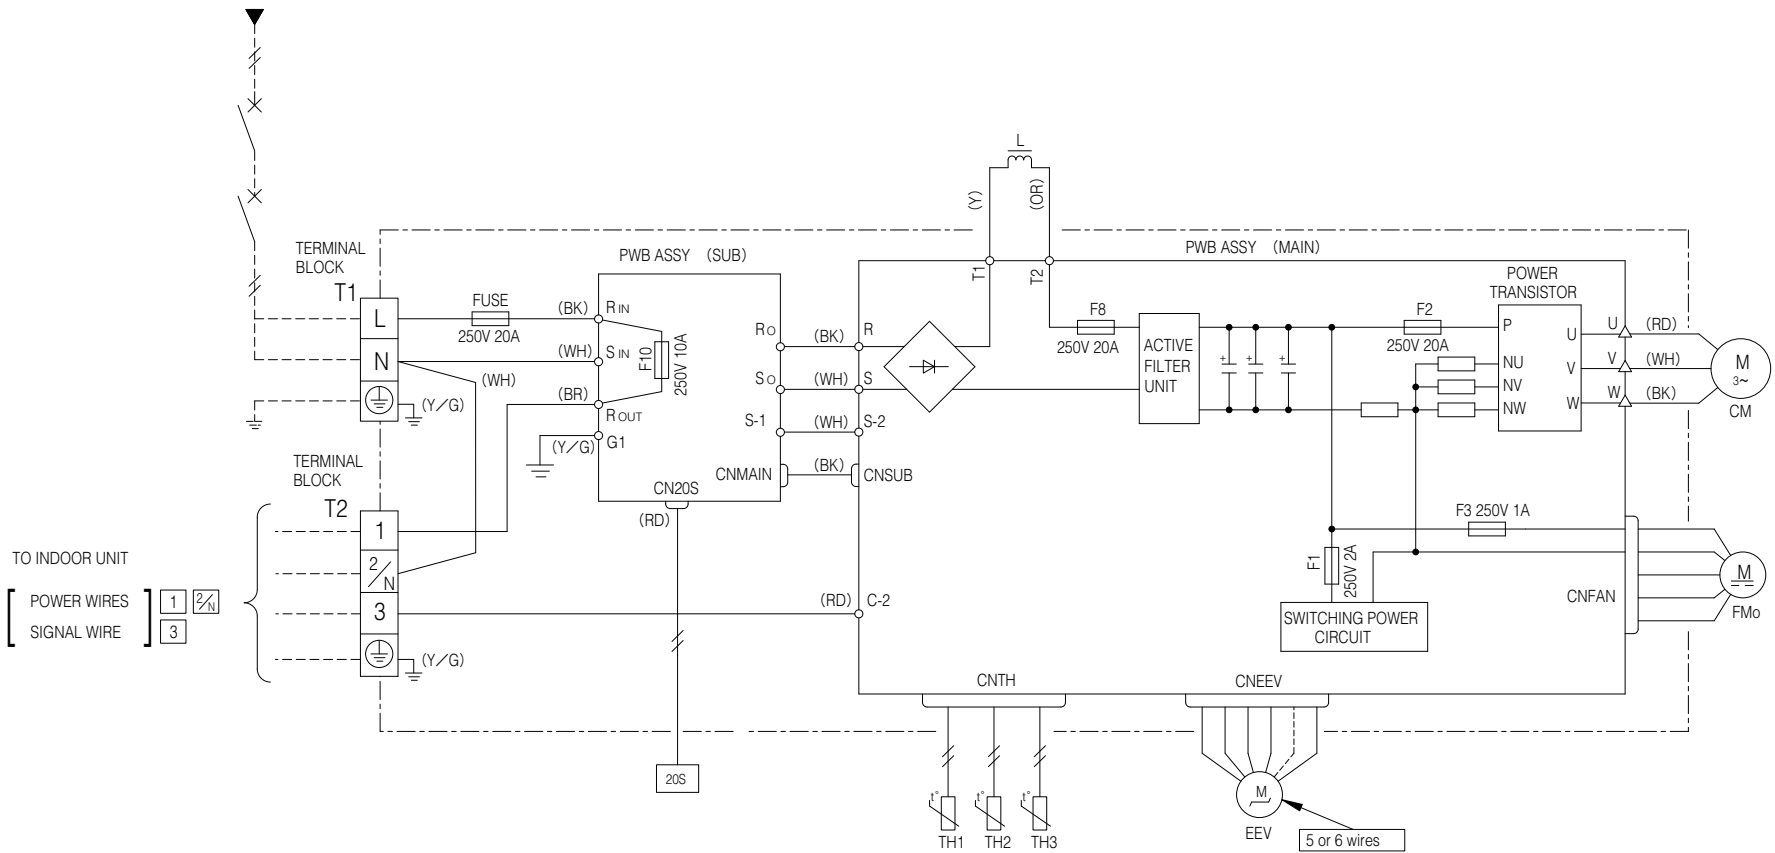 L
(Y)
(OR)
T1
T2
TERMINAL
BLOCK
T1
L
N
FUSE
250V 20A
(BK)
(WH)
(WH)
(BR)
(Y/G)
(Y/G)
PWB ASSY (SUB)
R IN
S IN
F10
250V 10A
R OUT
G1
RO
SO
S-1
CNMAIN
CN20S
(RD)
(BK)
(WH)
(WH)
(BK)
PWB ASSY (MAIN)
R
S
S-2
CNSUB
F8
250V 20A
ACTIVE
FILTER
UNIT
+
+
+
F2
250V 20A
POWER
TRANSISTOR
P
NU
NV
NW
U
V
W
U
V
W
(RD)
(WH)
(BK)
M
3~
CM
TERMINAL
BLOCK
T2
1
2/N
3
(Y/G)
TO INDOOR UNIT
[ POWER WIRES ] 1 2/N
[ SIGNAL WIRE ] 3
(RD)
C-2
F3 250V 1A
F1
250V 2A
SWITCHING POWER
CIRCUIT
CNFAN
M
FMo
CNTH
CNEEV
20S
t°
t°
t°
TH1
TH2
TH3
M
EEV
5 or 6 wires